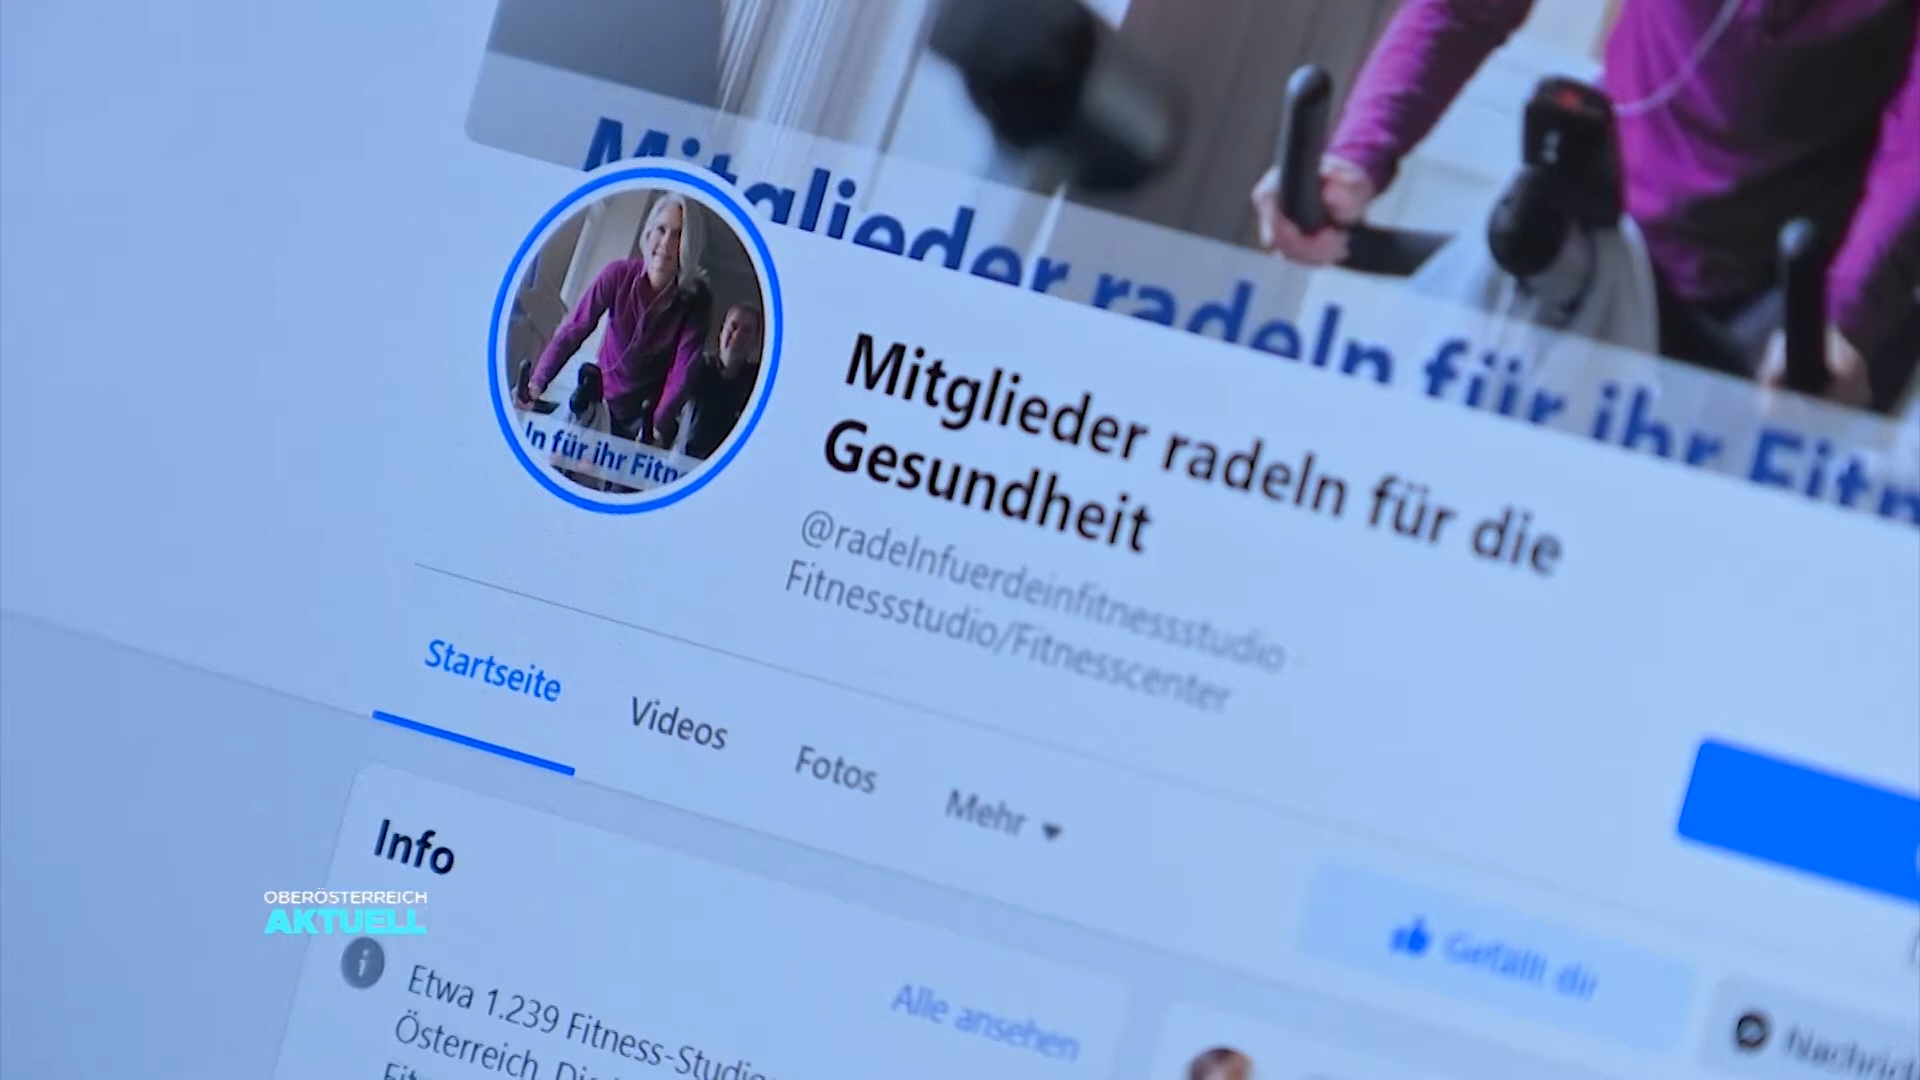 Mitglieder radeln für ihr Fitn
ln für ihr Fitn
Mitglieder radeln für die
Gesundheit
@radelnfuerdeinfitnessstudio
Fitnessstudio/Fitnesscenter
Startseite
Videos
Fotos
Mehr
Info
Gefällt dir
OBERÖSTERREICH
AKTUELL
Etwa 1.239 Fitness-Studio
Alle ansehen
Österreich